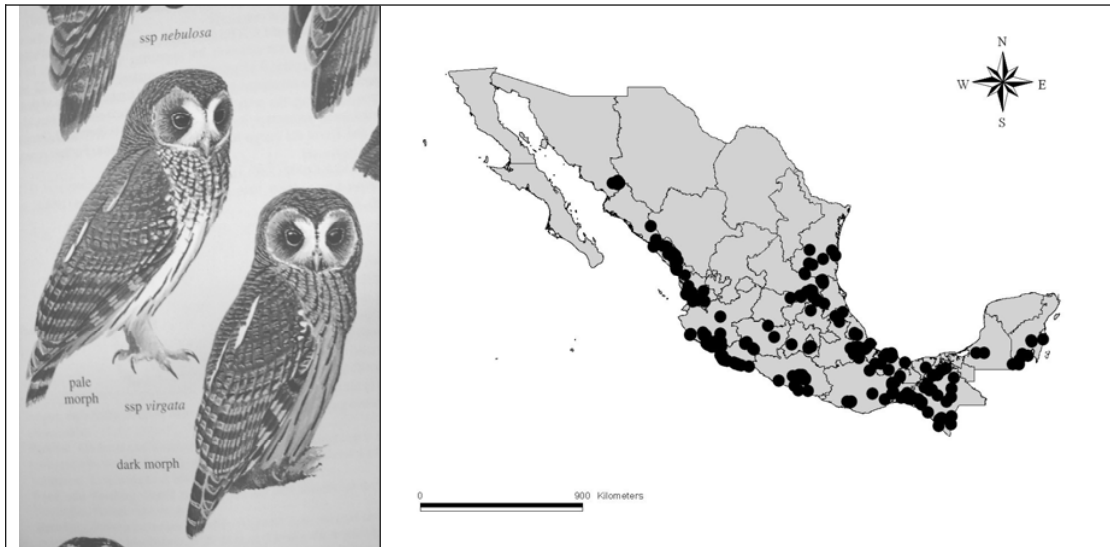 ssp nebulosa
pale
morph
ssp virgata
dark morph
N
W
E
S
0
900 Kilometers